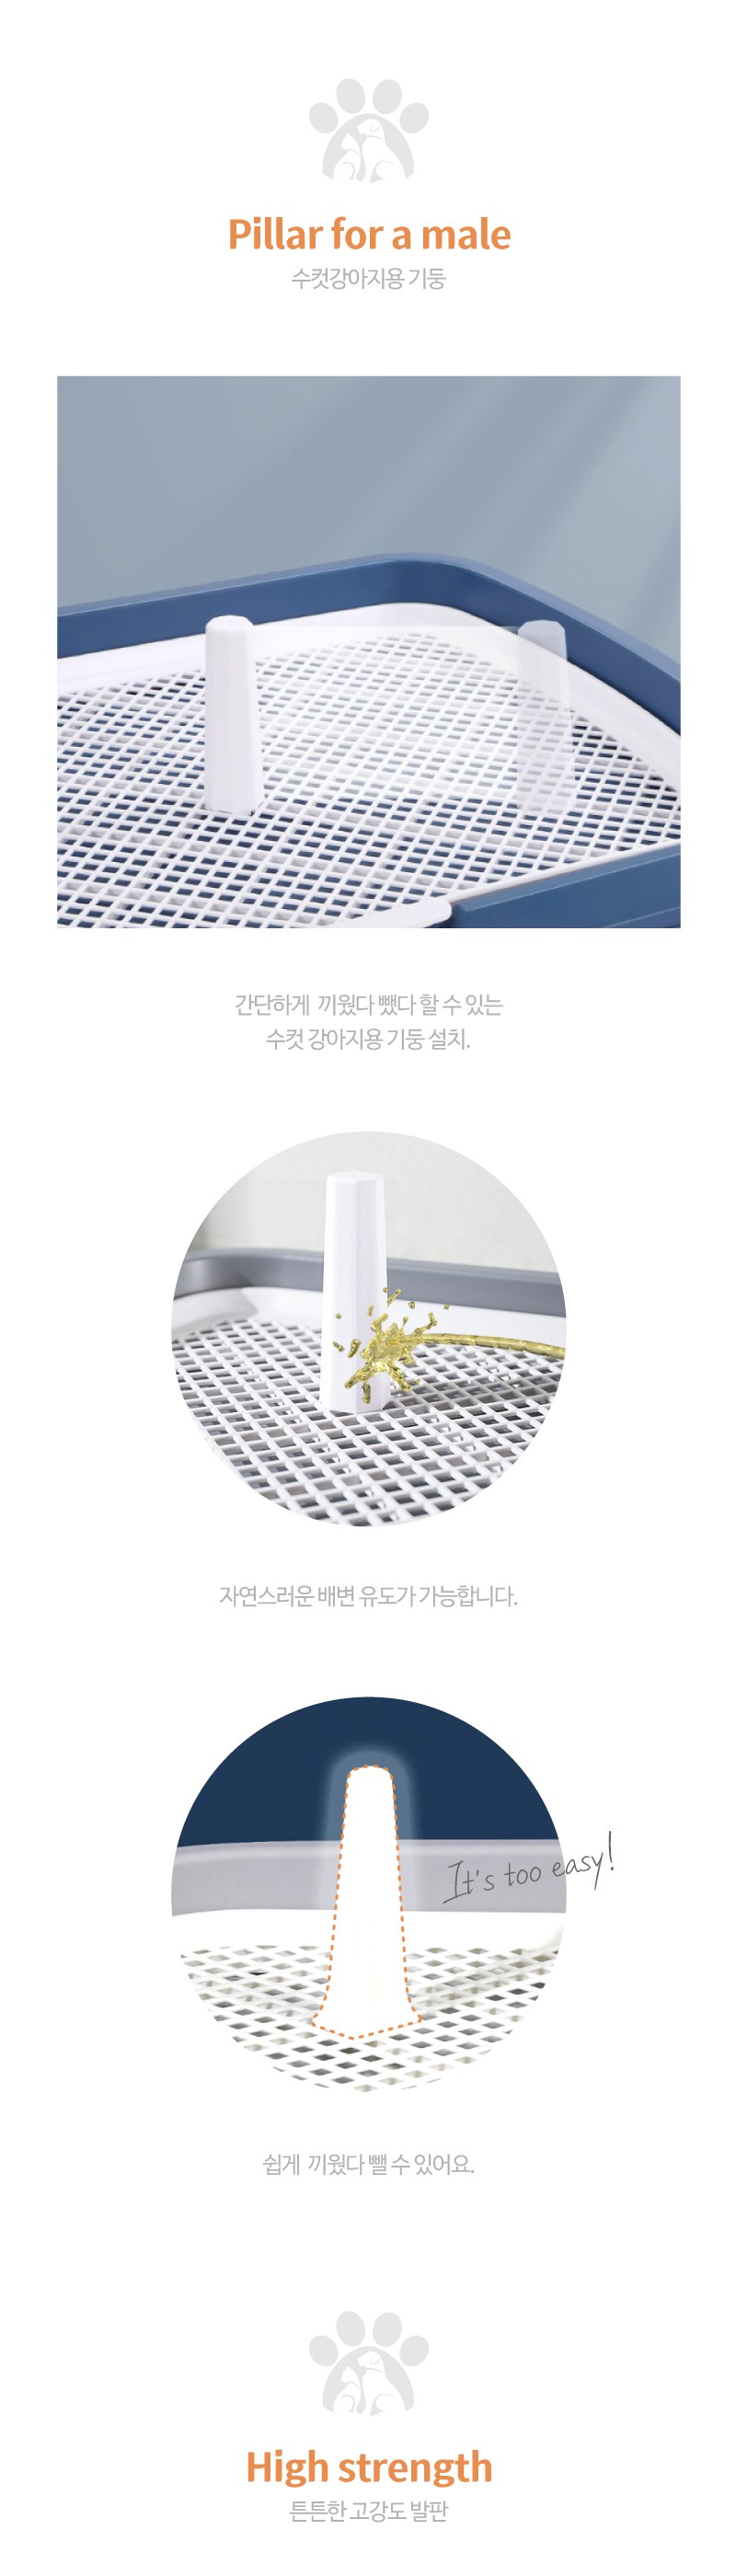 Pillar for a male
수컷강아지용 기둥
간단하게 끼웠다 뺐다 할 수 있는
수컷 강아지용 기둥 설치.
자연스러운 배변 유도가 가능합니다.
It's too easy!
쉽게 끼웠다 뺄 수 있어요.
High strength
튼튼한 고강도 발판